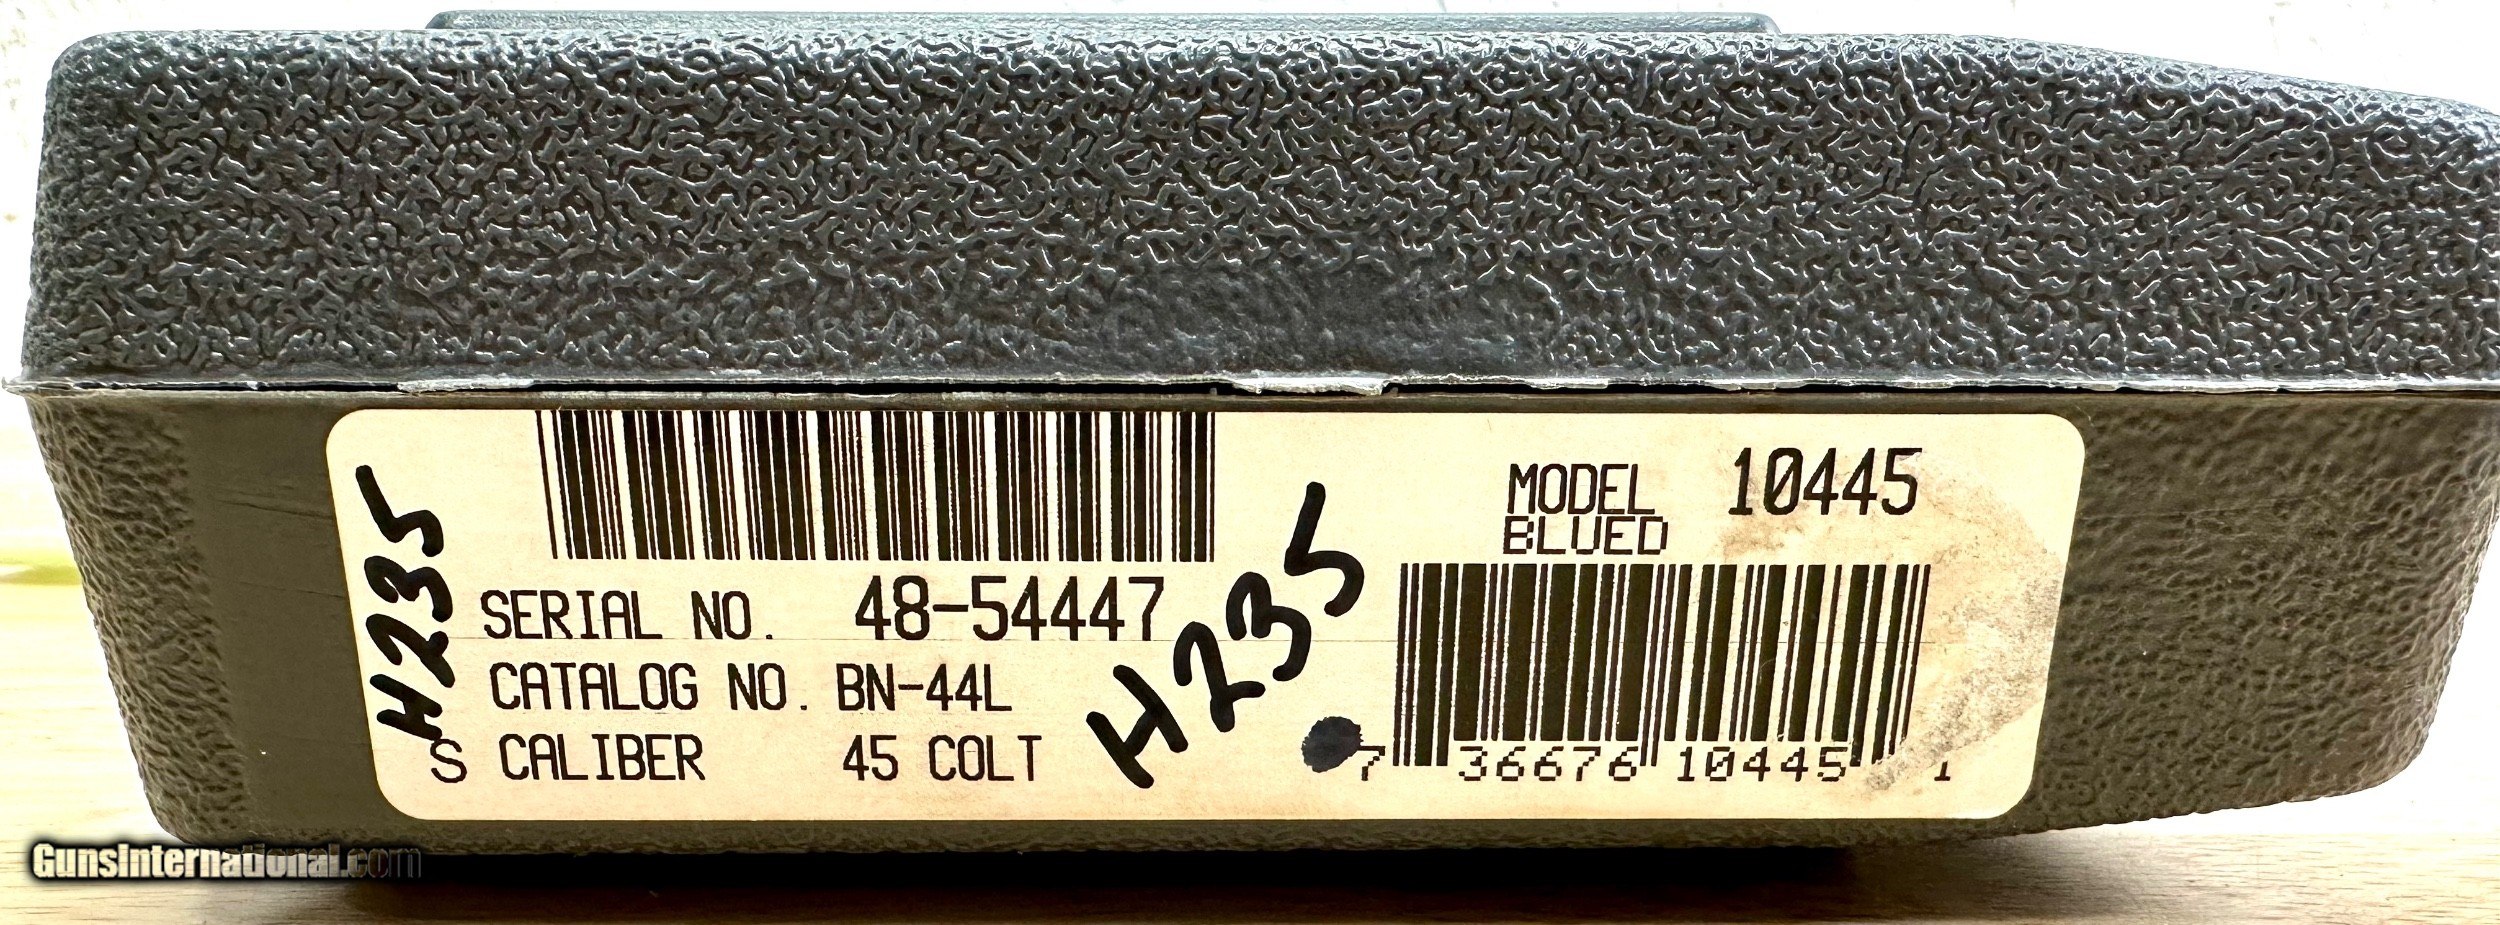 H235
SERIAL NO. 48-54447
CATALOG NO. BN-44L
S CALIBER 45 COLT
H235
MODEL 10445
BLUED
7 36676 10445 1
GunsInternational.com